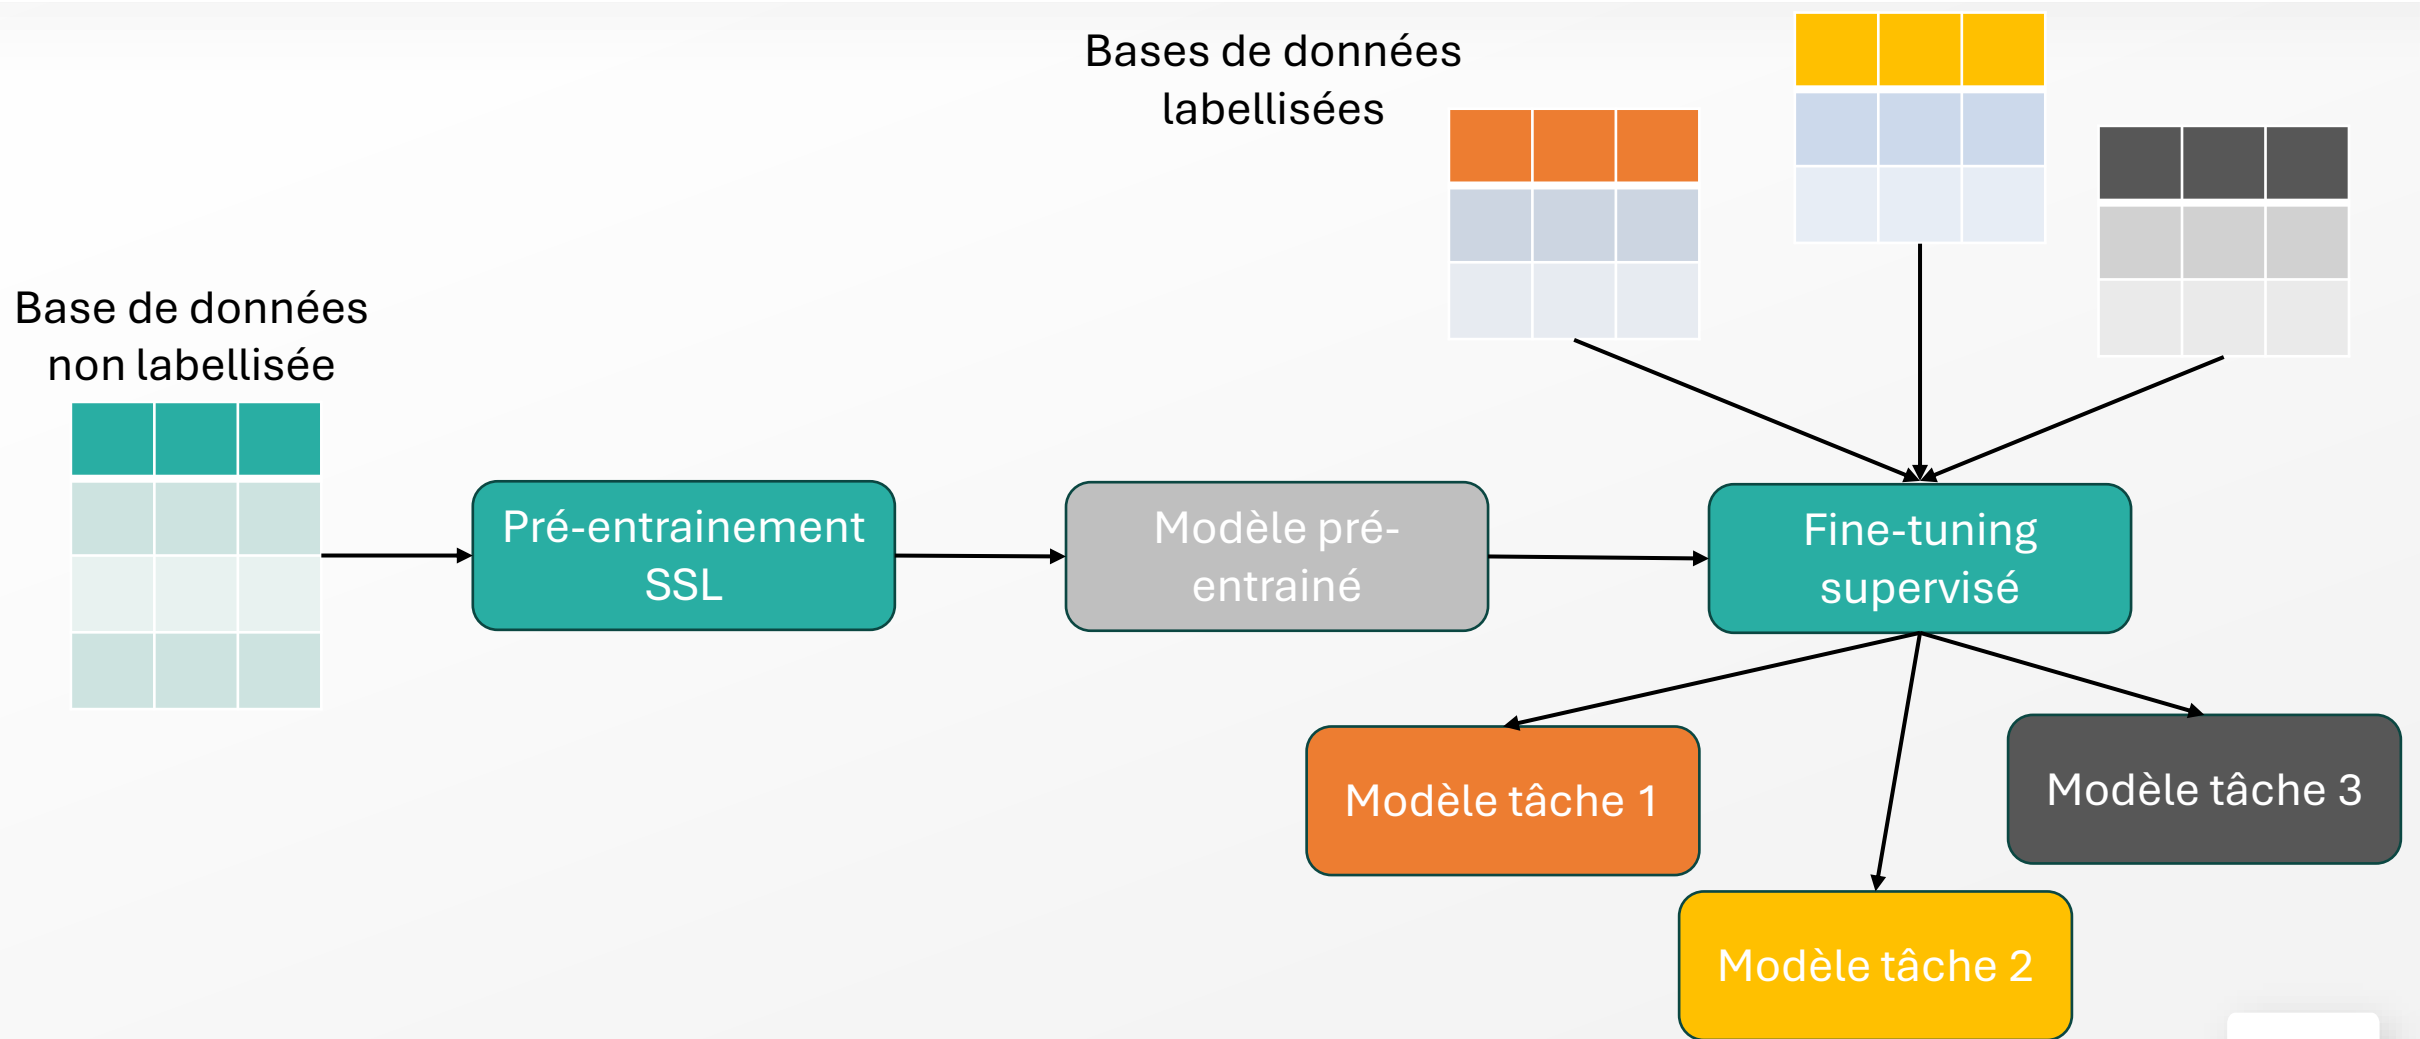 Bases de données
labellisées
Base de données
non labellisée
Pré-entrainement
SSL
Modèle pré-
entrainé
Fine-tuning
supervisé
Modèle tâche 1
Modèle tâche 2
Modèle tâche 3